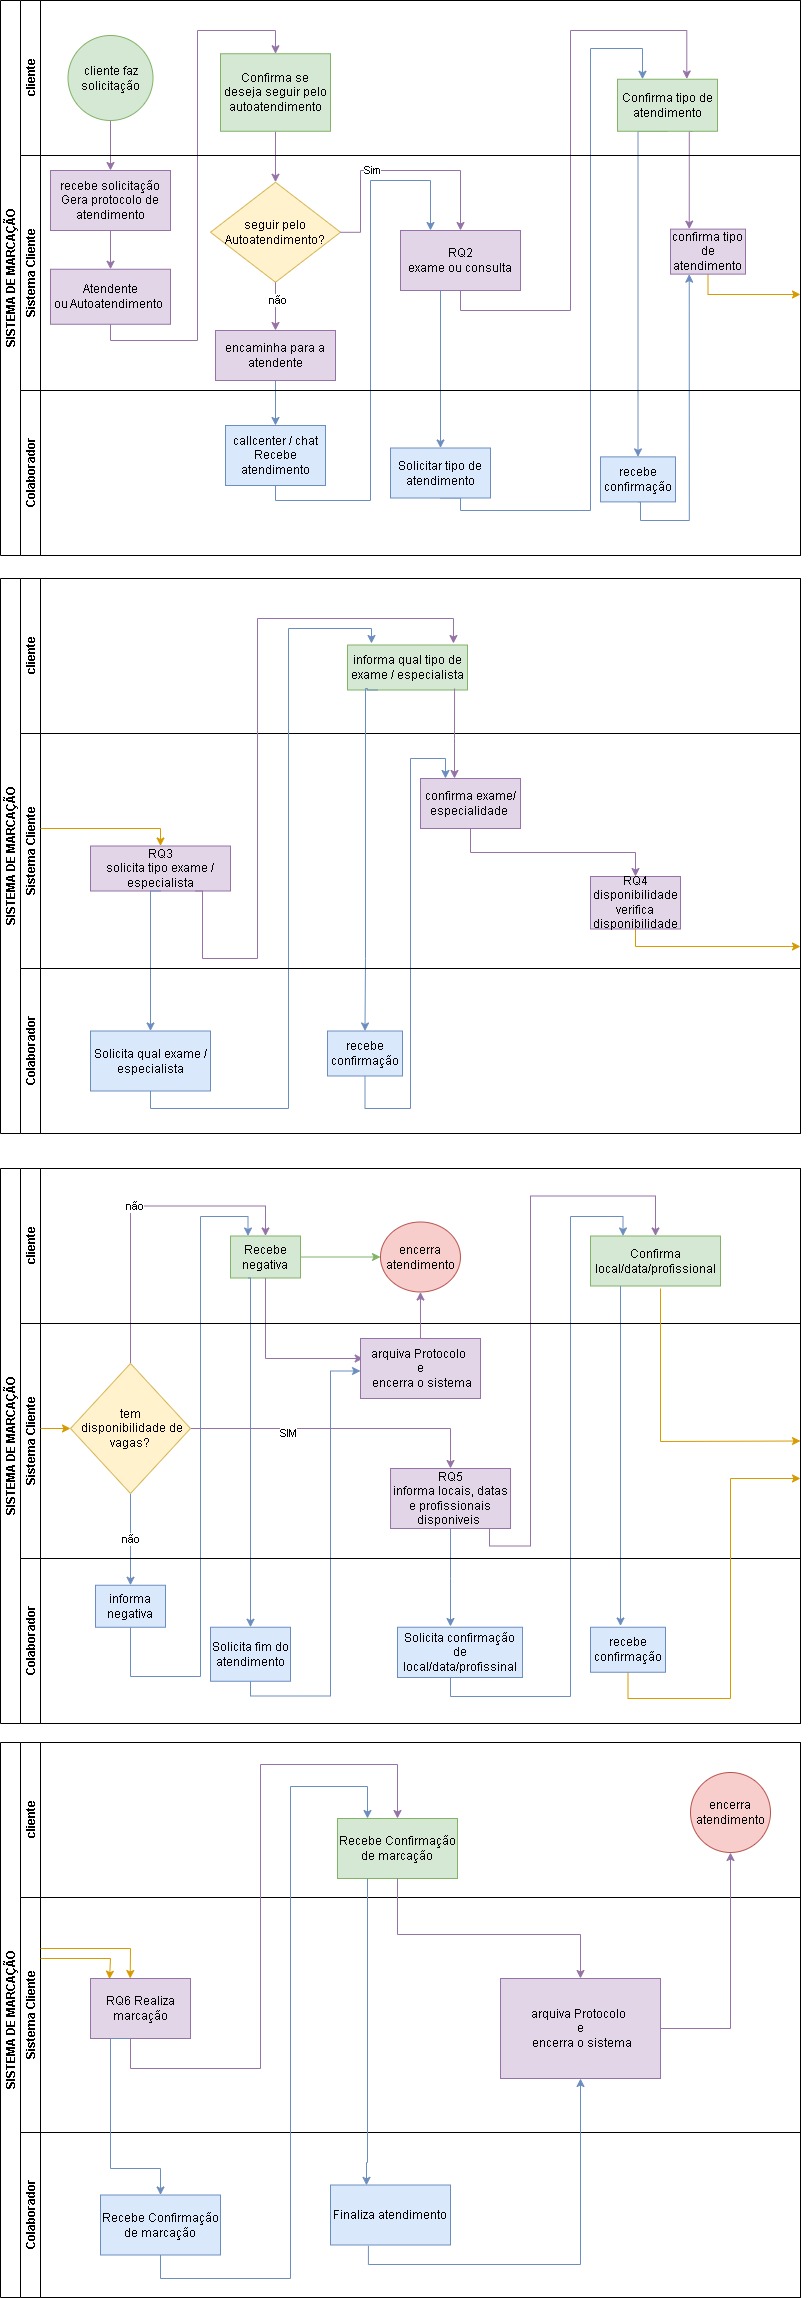 SISTEMA DE MARCAÇÃO
cliente
cliente faz
solicitação
Confirma se
deseja seguir pelo
autoatendimento
Confirma tipo de
atendimento
Sistema Cliente
recebe solicitação
Gera protocolo de
atendimento
Atendente
ou Autoatendimento
seguir pelo
Autoatendimento?
Sim
não
encaminha para a
atendente
RQ2
exame ou consulta
confirma tipo
de
atendimento
Colaborador
callcenter / chat
Recebe
atendimento
Solicitar tipo de
atendimento
recebe
confirmação
SISTEMA DE MARCAÇÃO
cliente
informa qual tipo de
exame / especialista
Sistema Cliente
RQ3
solicita tipo exame /
especialista
confirma exame/
especialidade
RQ4
disponibilidade
verifica
disponibilidade
Colaborador
Solicita qual exame /
especialista
recebe
confirmação
SISTEMA DE MARCAÇÃO
cliente
não
Recebe
negativa
encerra
atendimento
Confirma
local/data/profissional
Sistema Cliente
tem
disponibilidade de
vagas?
arquiva Protocolo
e
encerra o sistema
SIM
RQ5
informa locais, datas
e profissionais
disponiveis
não
Colaborador
informa
negativa
Solicita fim do
atendimento
Solicita confirmação
de
local/data/profissinal
recebe
confirmação
SISTEMA DE MARCAÇÃO
cliente
Recebe Confirmação
de marcação
encerra
atendimento
Sistema Cliente
RQ6 Realiza
marcação
arquiva Protocolo
e
encerra o sistema
Colaborador
Recebe Confirmação
de marcação
Finaliza atendimento